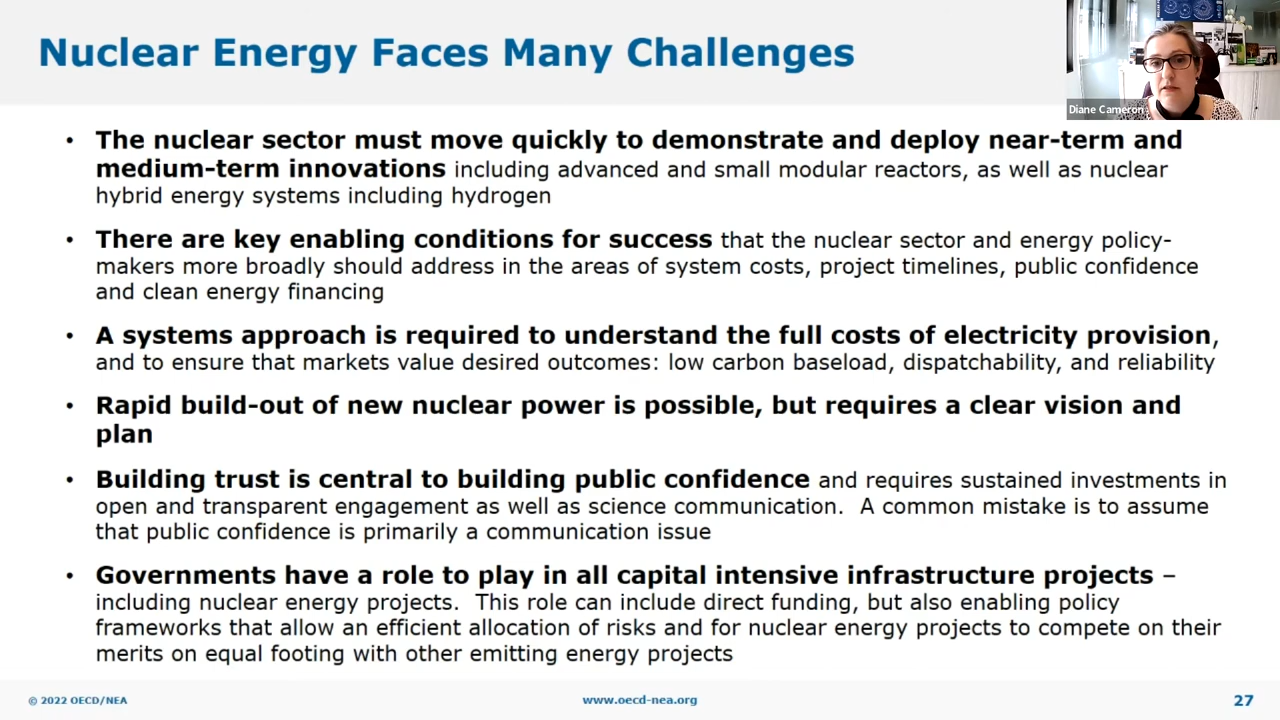 Nuclear Energy Faces Many Challenges
Diane Cameron
• The nuclear sector must move quickly to demonstrate and deploy near-term and
medium-term innovations including advanced and small modular reactors, as well as nuclear
hybrid energy systems including hydrogen
• There are key enabling conditions for success that the nuclear sector and energy policy-
makers more broadly should address in the areas of system costs, project timelines, public confidence
and clean energy financing
• A systems approach is required to understand the full costs of electricity provision,
and to ensure that markets value desired outcomes: low carbon baseload, dispatchability, and reliability
• Rapid build-out of new nuclear power is possible, but requires a clear vision and
plan
• Building trust is central to building public confidence and requires sustained investments in
open and transparent engagement as well as science communication.  A common mistake is to assume
that public confidence is primarily a communication issue
• Governments have a role to play in all capital intensive infrastructure projects –
including nuclear energy projects.  This role can include direct funding, but also enabling policy
frameworks that allow an efficient allocation of risks and for nuclear energy projects to compete on their
merits on equal footing with other emitting energy projects
© 2022 OECD/NEA
www.oecd-nea.org
27